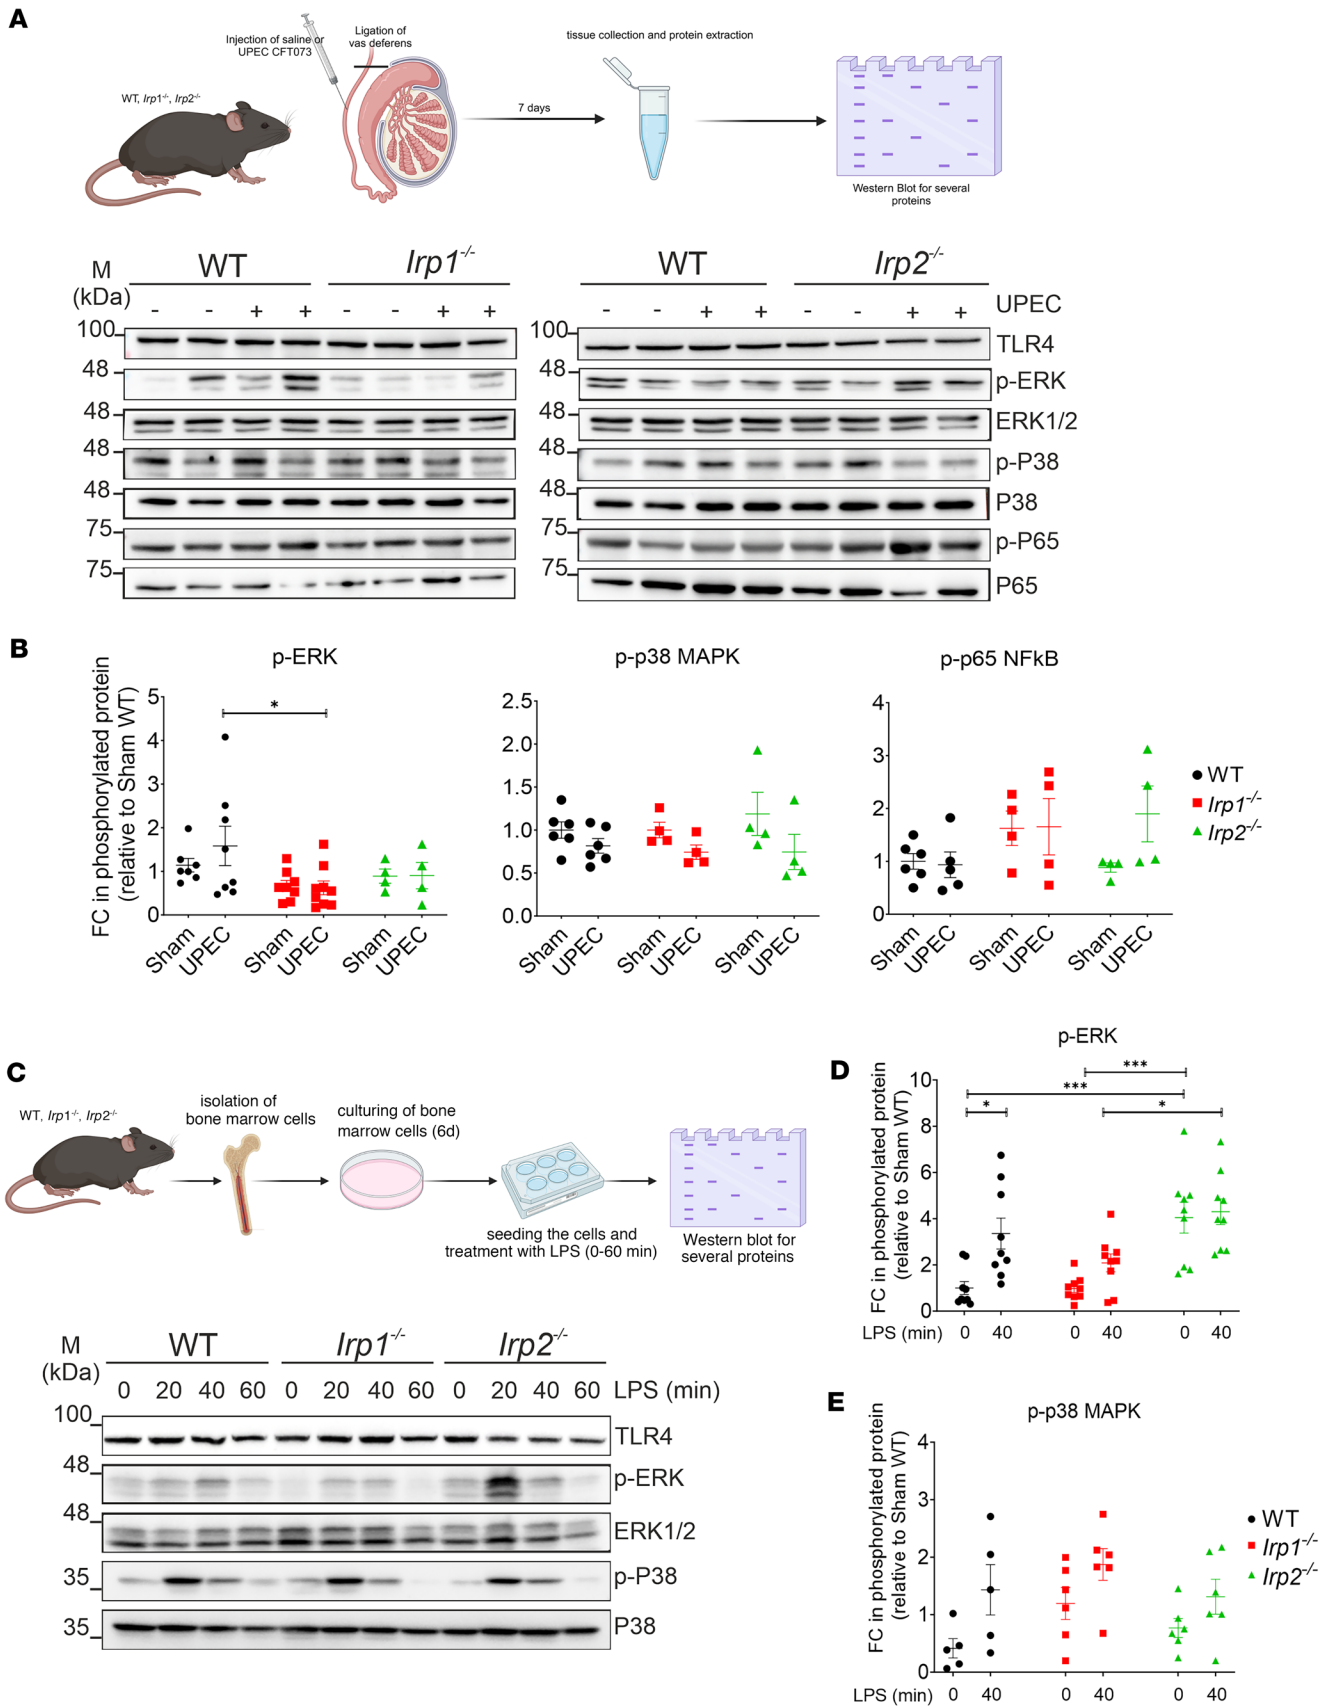 A
Injection of saline or
UPEC CFT073
Ligation of
vas deferens
tissue collection and protein extraction
WT, Irp1-/-, Irp2-/-
7 days
Western Blot for several
proteins
M
(kDa)
WT
Irp1-/-
WT
Irp2-/-
- - + + - - + +
- - + + - - + +
UPEC
100
100
TLR4
48
48
p-ERK
48
48
ERK1/2
48
48
p-P38
48
48
P38
75
75
p-P65
75
75
P65
B
p-ERK
p-p38 MAPK
p-p65 NFkB
FC in phosphorylated protein
(relative to Sham WT)
5
4
3
2
1
0
*
Sham
UPEC
Sham
UPEC
Sham
UPEC
2.5
2.0
1.5
1.0
0.5
0.0
Sham
UPEC
Sham
UPEC
Sham
UPEC
4
3
2
1
0
Sham
UPEC
Sham
UPEC
Sham
UPEC
WT
Irp1-/-
Irp2-/-
C
WT, Irp1-/-, Irp2-/-
isolation of
bone marrow cells
culturing of bone
marrow cells (6d)
seeding the cells and
treatment with LPS (0-60 min)
Western blot for
several proteins
M
(kDa)
WT
Irp1-/-
Irp2-/-
0 20 40 60 0 20 40 60 0 20 40 60 LPS (min)
100
TLR4
48
p-ERK
48
ERK1/2
35
p-P38
35
P38
D
p-ERK
FC in phosphorylated protein
(relative to Sham WT)
10
8
6
4
2
0
***
***
*
*
LPS (min) 0 40 0 40 0 40
E
p-p38 MAPK
FC in phosphorylated protein
(relative to Sham WT)
4
3
2
1
0
LPS (min) 0 40 0 40 0 40
WT
Irp1-/-
Irp2-/-